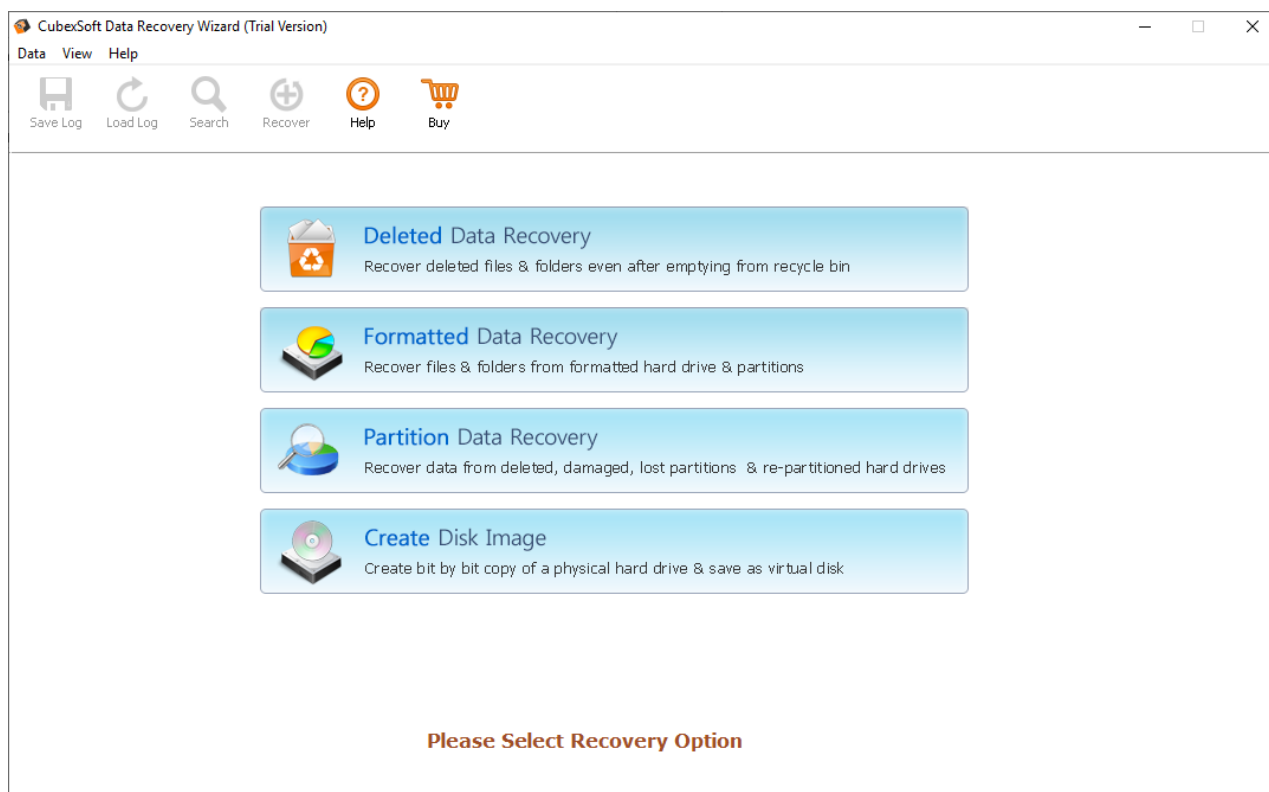 CubexSoft Data Recovery Wizard (Trial Version)
Data View Help
Save Log Load Log Search Recover Help Buy
Deleted Data Recovery
Recover deleted files & folders even after emptying from recycle bin
Formatted Data Recovery
Recover files & folders from formatted hard drive & partitions
Partition Data Recovery
Recover data from deleted, damaged, lost partitions & re-partitioned hard drives
Create Disk Image
Create bit by bit copy of a physical hard drive & save as virtual disk
Please Select Recovery Option